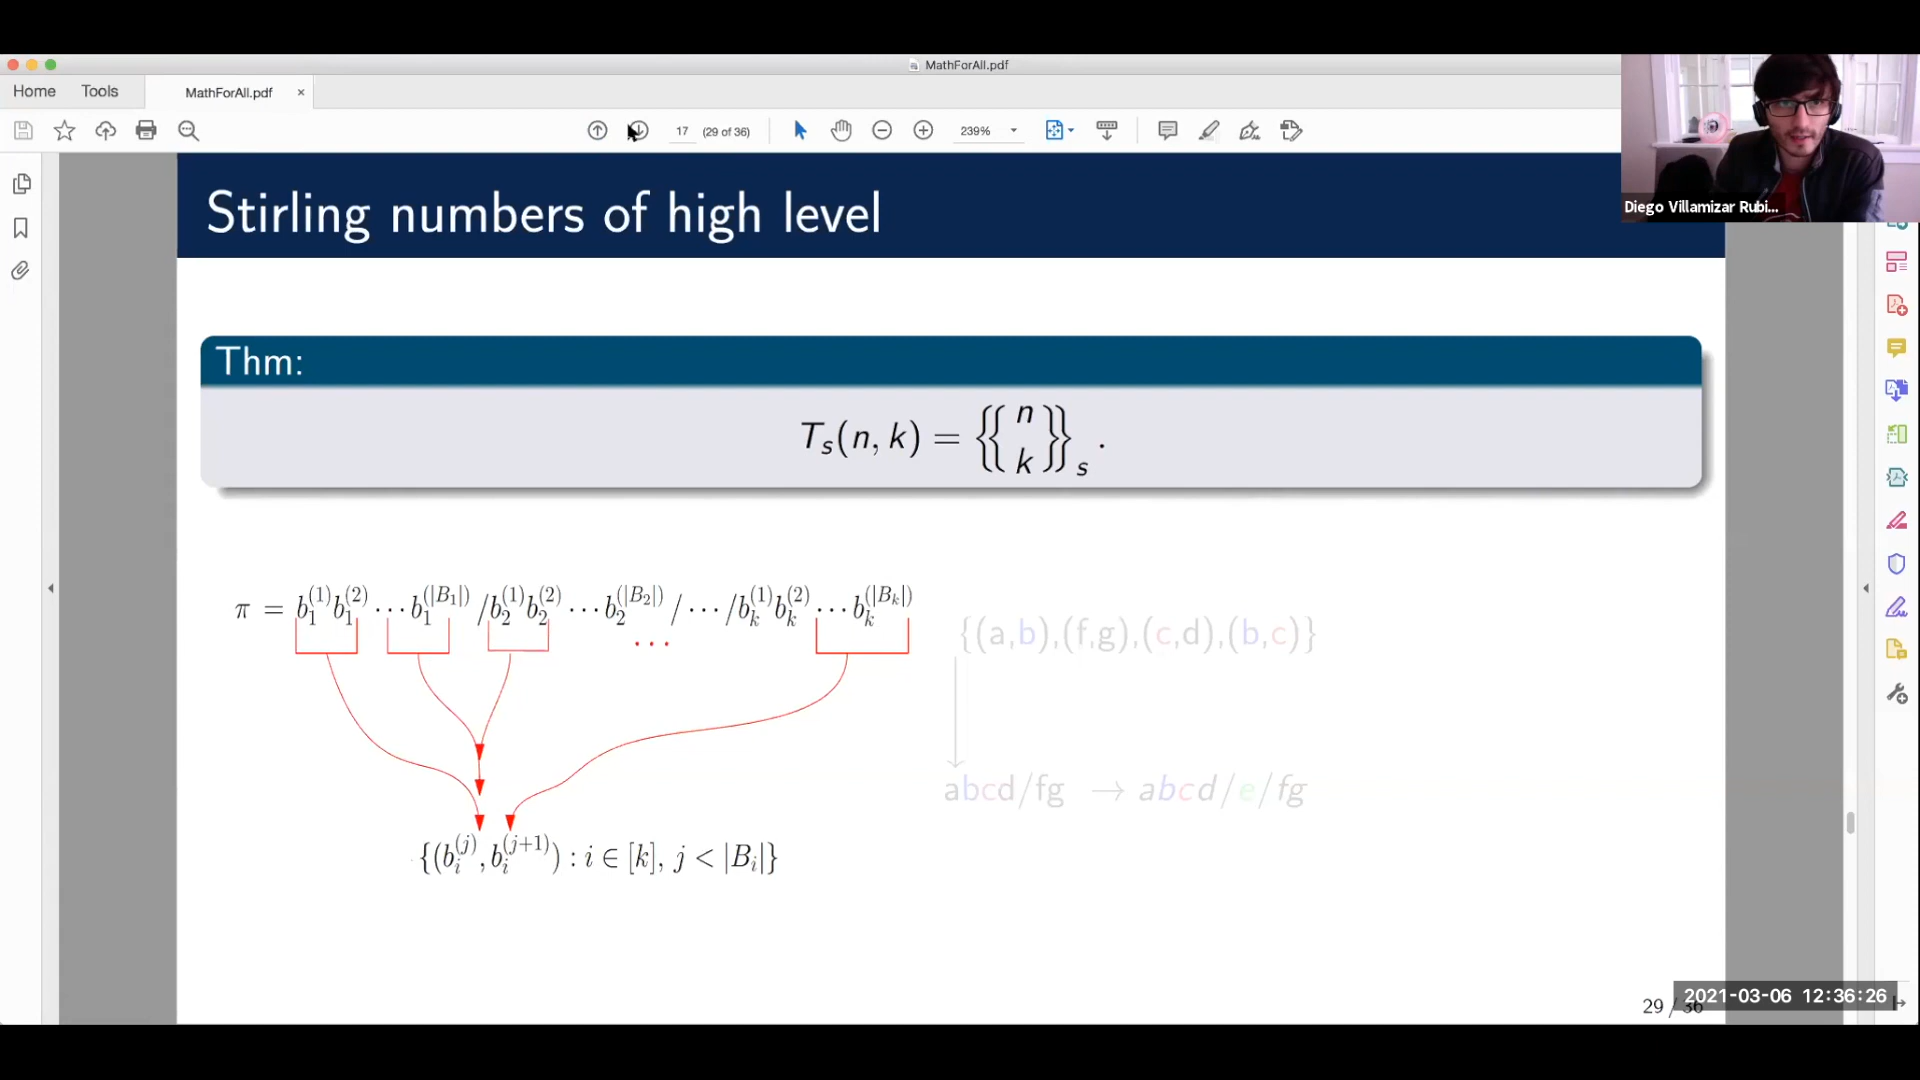 MathForAll.pdf
Home Tools MathForAll.pdf ×
17 (29 of 36) 239%
Diego Villamizar Rubi...
Stirling numbers of high level
Thm:
T_s(n, k) = {{n k}}_s .
π = b_1^{(1)} b_1^{(2)} ⋯ b_1^{(|B_1|)} / b_2^{(1)} b_2^{(2)} ⋯ b_2^{(|B_2|)} / ⋯ / b_k^{(1)} b_k^{(2)} ⋯ b_k^{(|B_k|)}
⋯
{(a,b),(f,g),(c,d),(b,c)}
abcd/fg → abcd/e/fg
{(b_i^{(j)}, b_i^{(j+1)}) : i ∈ [k], j < |B_i|}
29 / 36
2021-03-06 12:36:26